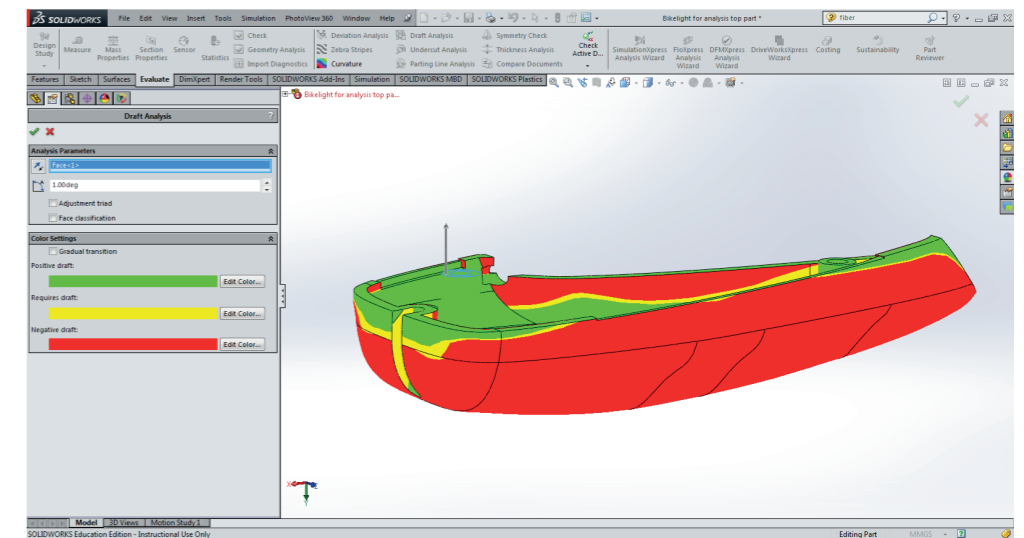 SOLIDWORKS File Edit View Insert Tools Simulation PhotoView 360 Window Help Bikelight for analysis top part * fiber
Design Study Measure Mass Properties Section Properties Sensor Statistics
Check
Geometry Analysis
Import Diagnostics
Deviation Analysis
Zebra Stripes
Curvature
Draft Analysis
Undercut Analysis
Parting Line Analysis
Symmetry Check
Thickness Analysis
Compare Documents
Check Active D...
SimulationXpress Analysis Wizard
FloXpress Analysis Wizard
DFMXpress Analysis Wizard
DriveWorksXpress Wizard
Costing
Sustainability
Part Reviewer
Features Sketch Surfaces Evaluate DimXpert Render Tools SOLIDWORKS Add-Ins Simulation SOLIDWORKS MBD SOLIDWORKS Plastics
Bikelight for analysis top pa...
Draft Analysis ?
Analysis Parameters
Face<1>
1.00deg
Adjustment triad
Face classification
Color Settings
Gradual transition
Positive draft:
Edit Color...
Requires draft:
Edit Color...
Negative draft:
Edit Color...
Model 3D Views Motion Study 1
SOLIDWORKS Education Edition - Instructional Use Only Editing Part MMGS - ?